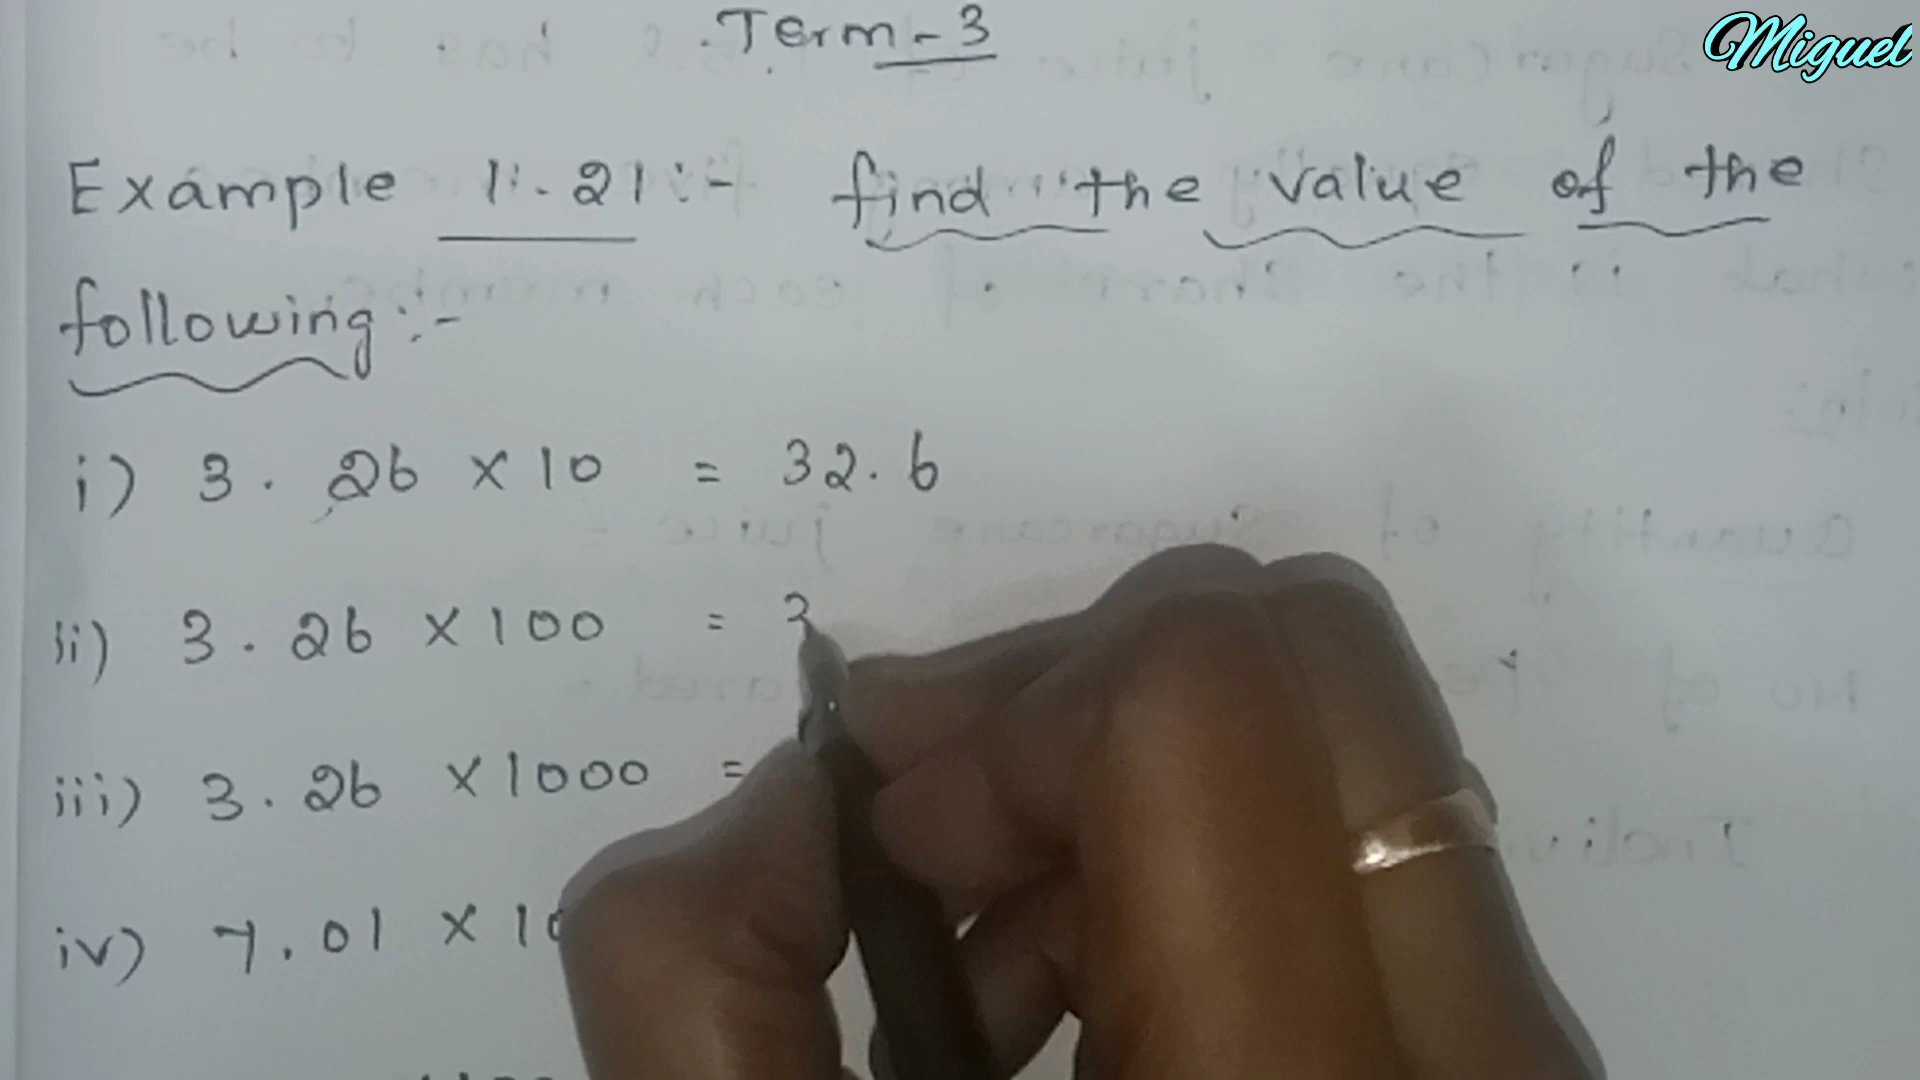 Term-3
Miguel
Example 1.21:- find the value of the
following:-
i) 3.26 × 10 = 32.6
ii) 3.26 × 100 = 3
iii) 3.26 × 1000 =
iv) 7.01 × 10